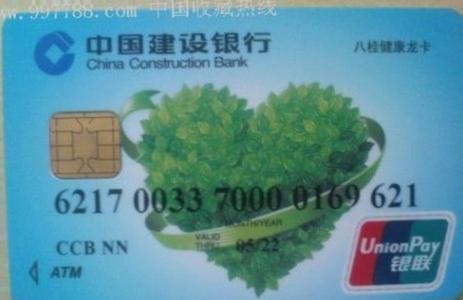 www.997788.com 中国收藏热线
中国建设银行
China Construction Bank
八桂健康龙卡
6217 0033 7000 0169 621
MONTH/YEAR
VALID THRU 05/22
CCB NN
ATM
UnionPay
银联